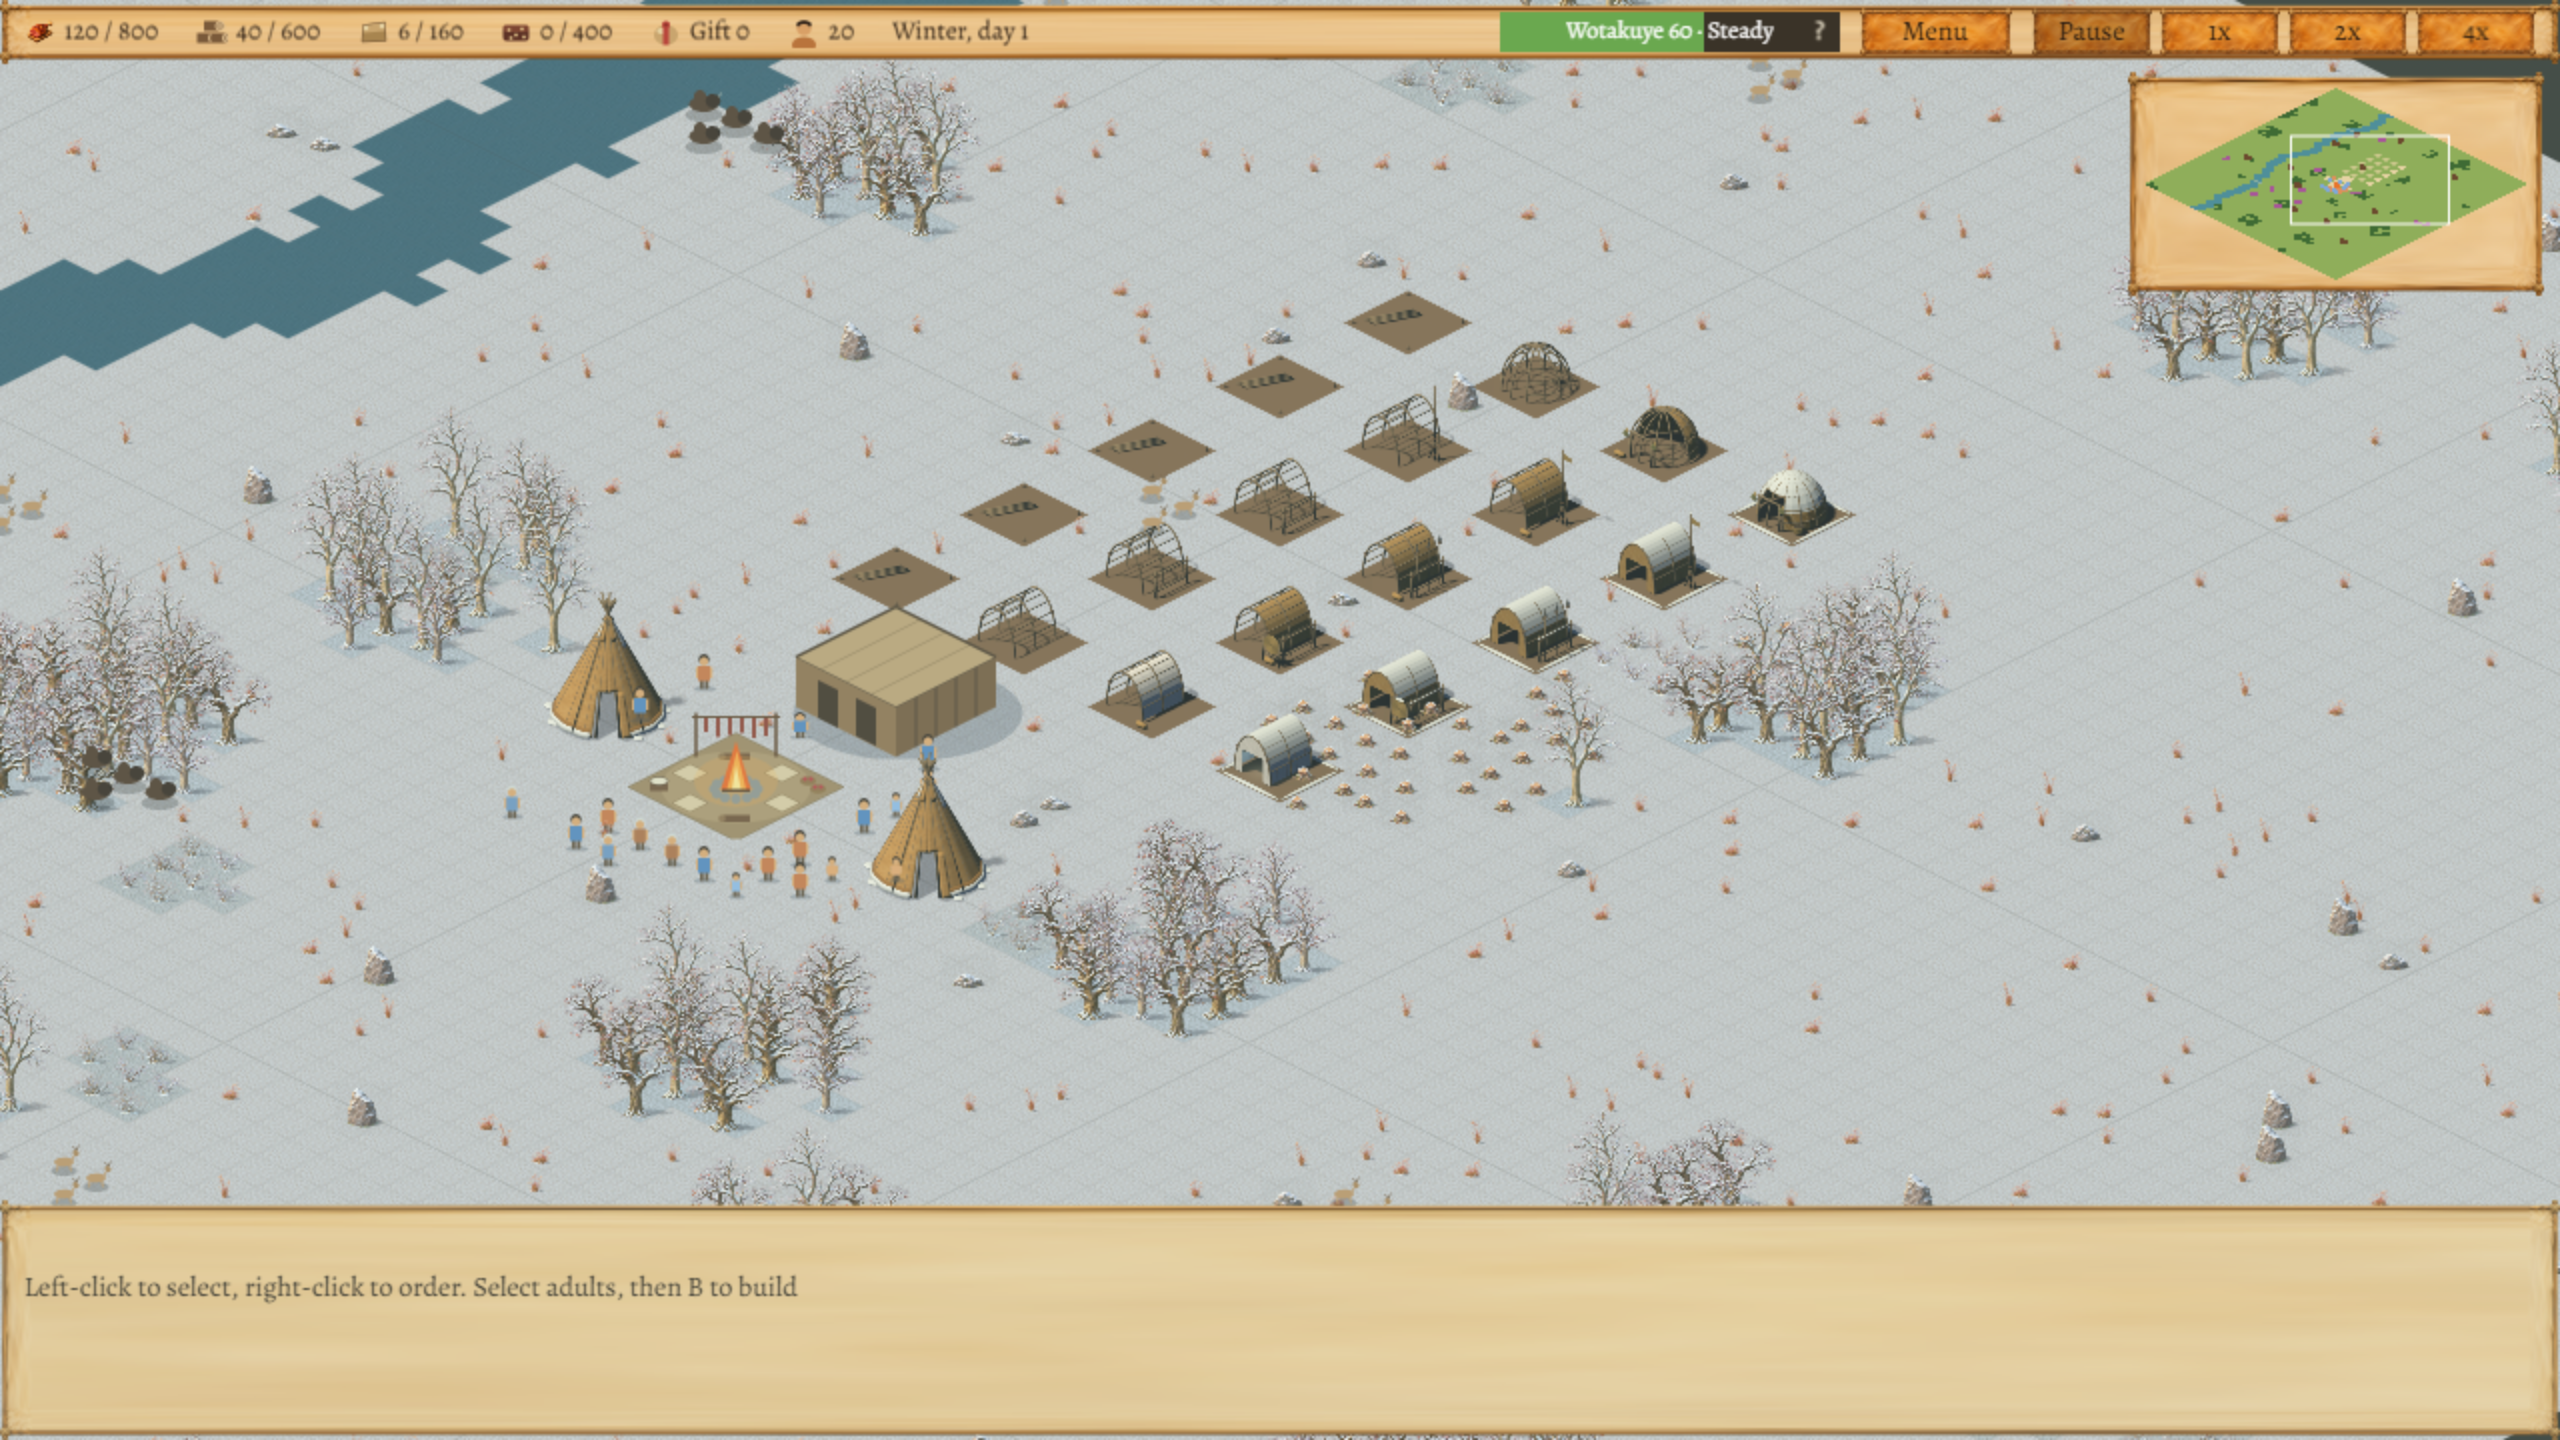 120 / 800 40 / 600 6 / 160 0 / 400 Gift 0 20 Winter, day 1 Wotakuye 60 · Steady ? Menu Pause 1x 2x 4x
Left-click to select, right-click to order. Select adults, then B to build